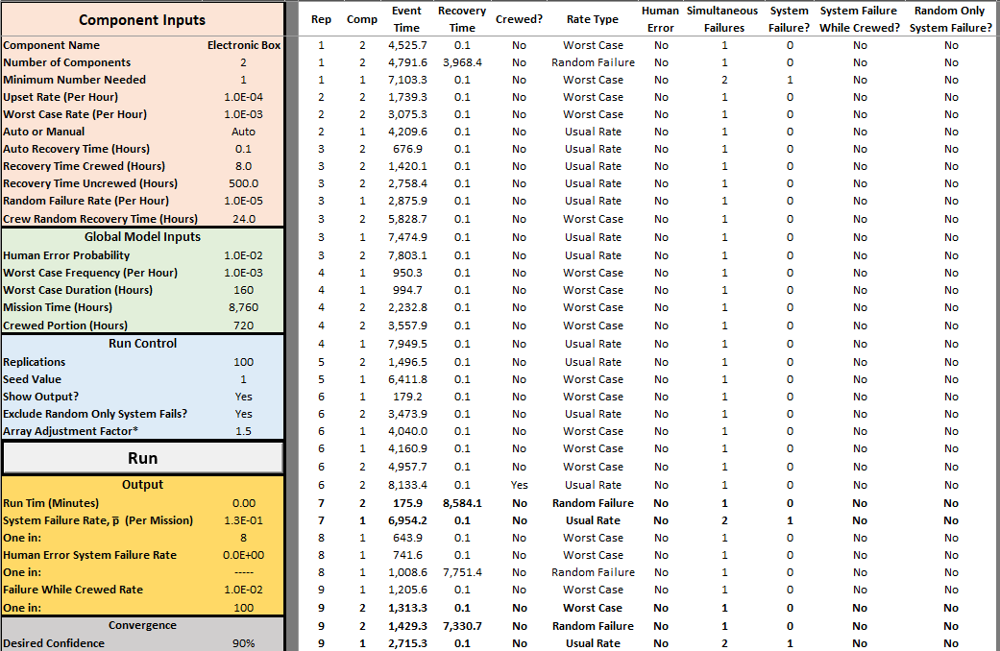 Component Inputs
Component Name Electronic Box
Number of Components 2
Minimum Number Needed 1
Upset Rate (Per Hour) 1.0E-04
Worst Case Rate (Per Hour) 1.0E-03
Auto or Manual Auto
Auto Recovery Time (Hours) 0.1
Recovery Time Crewed (Hours) 8.0
Recovery Time Uncrewed (Hours) 500.0
Random Failure Rate (Per Hour) 1.0E-05
Crew Random Recovery Time (Hours) 24.0
Global Model Inputs
Human Error Probability 1.0E-02
Worst Case Frequency (Per Hour) 1.0E-03
Worst Case Duration (Hours) 160
Mission Time (Hours) 8,760
Crewed Portion (Hours) 720
Run Control
Replications 100
Seed Value 1
Show Output? Yes
Exclude Random Only System Fails? Yes
Array Adjustment Factor* 1.5
Run
Output
Run Tim (Minutes) 0.00
System Failure Rate, p̅ (Per Mission) 1.3E-01
One in: 8
Human Error System Failure Rate 0.0E+00
One in: -----
Failure While Crewed Rate 1.0E-02
One in: 100
Convergence
Desired Confidence 90%
Rep Comp Event Time Recovery Time Crewed? Rate Type Human Error Simultaneous Failures System Failure? System Failure While Crewed? Random Only System Failure?
1 2 4,525.7 0.1 No Worst Case No 1 0 No No
1 2 4,791.6 3,968.4 No Random Failure No 1 0 No No
1 1 7,103.3 0.1 No Worst Case No 2 1 No No
2 2 1,739.3 0.1 No Worst Case No 1 0 No No
2 2 3,075.3 0.1 No Worst Case No 1 0 No No
2 1 4,209.6 0.1 No Usual Rate No 1 0 No No
3 2 676.9 0.1 No Usual Rate No 1 0 No No
3 2 1,420.1 0.1 No Usual Rate No 1 0 No No
3 2 2,758.4 0.1 No Usual Rate No 1 0 No No
3 1 2,875.9 0.1 No Usual Rate No 1 0 No No
3 2 5,828.7 0.1 No Worst Case No 1 0 No No
3 1 7,474.9 0.1 No Usual Rate No 1 0 No No
3 2 7,803.1 0.1 No Usual Rate No 1 0 No No
4 1 950.3 0.1 No Worst Case No 1 0 No No
4 1 994.7 0.1 No Worst Case No 1 0 No No
4 2 2,232.8 0.1 No Worst Case No 1 0 No No
4 2 3,557.9 0.1 No Worst Case No 1 0 No No
4 1 7,949.5 0.1 No Usual Rate No 1 0 No No
5 2 1,496.5 0.1 No Usual Rate No 1 0 No No
5 1 6,411.8 0.1 No Worst Case No 1 0 No No
6 1 179.2 0.1 No Worst Case No 1 0 No No
6 2 3,473.9 0.1 No Usual Rate No 1 0 No No
6 1 4,040.0 0.1 No Worst Case No 1 0 No No
6 1 4,160.9 0.1 No Worst Case No 1 0 No No
6 2 4,957.7 0.1 No Worst Case No 1 0 No No
6 2 8,133.4 0.1 Yes Usual Rate No 1 0 No No
7 2 175.9 8,584.1 No Random Failure No 1 0 No No
7 1 6,954.2 0.1 No Usual Rate No 2 1 No No
8 1 643.9 0.1 No Worst Case No 1 0 No No
8 1 741.6 0.1 No Worst Case No 1 0 No No
8 1 1,008.6 7,751.4 No Random Failure No 1 0 No No
9 1 1,205.6 0.1 No Worst Case No 1 0 No No
9 2 1,313.3 0.1 No Worst Case No 1 0 No No
9 2 1,429.3 7,330.7 No Random Failure No 1 0 No No
9 1 2,715.3 0.1 No Usual Rate No 2 1 No No